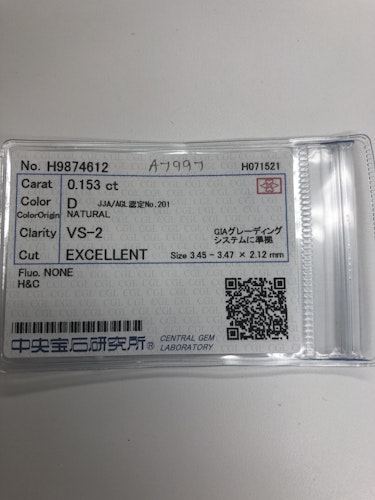 No. H9874612 A7997 H071521
Carat 0.153 ct
Color D JJA/AGL認定No.201
ColorOrigin NATURAL
Clarity VS-2 GIAグレーディング
システムに準拠
Cut EXCELLENT Size 3.45 - 3.47 × 2.12 mm
Fluo. NONE
H&C
中央宝石研究所® CENTRAL GEM
LABORATORY